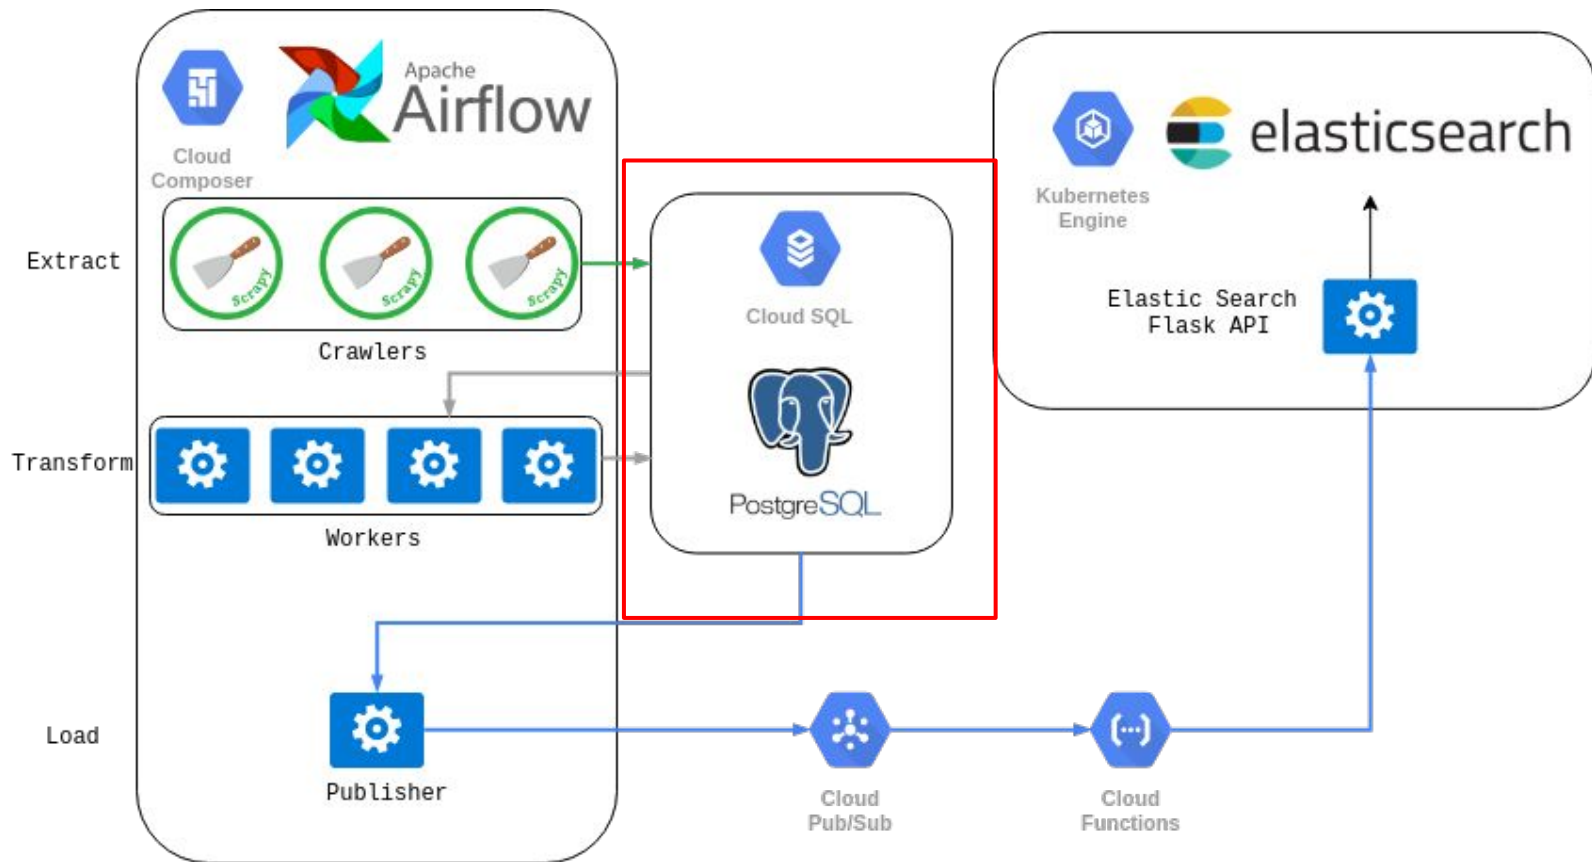 Apache
Airflow
Cloud
Composer
Extract
Scrapy
Scrapy
Scrapy
Crawlers
Transform
Workers
Load
Publisher
Cloud SQL
PostgreSQL
Kubernetes
Engine
elasticsearch
Elastic Search
Flask API
Cloud
Pub/Sub
Cloud
Functions